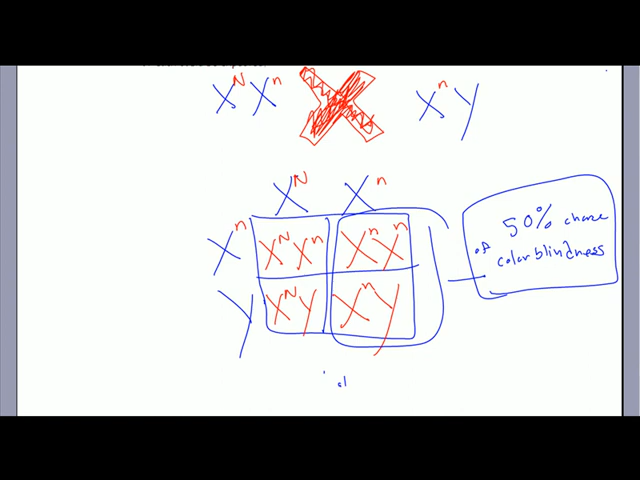 X^N X^n X X^n Y
X^N X^n
X^n X^N X^n X^n X^n
Y X^N Y X^n Y
50% chance
of colorblindness